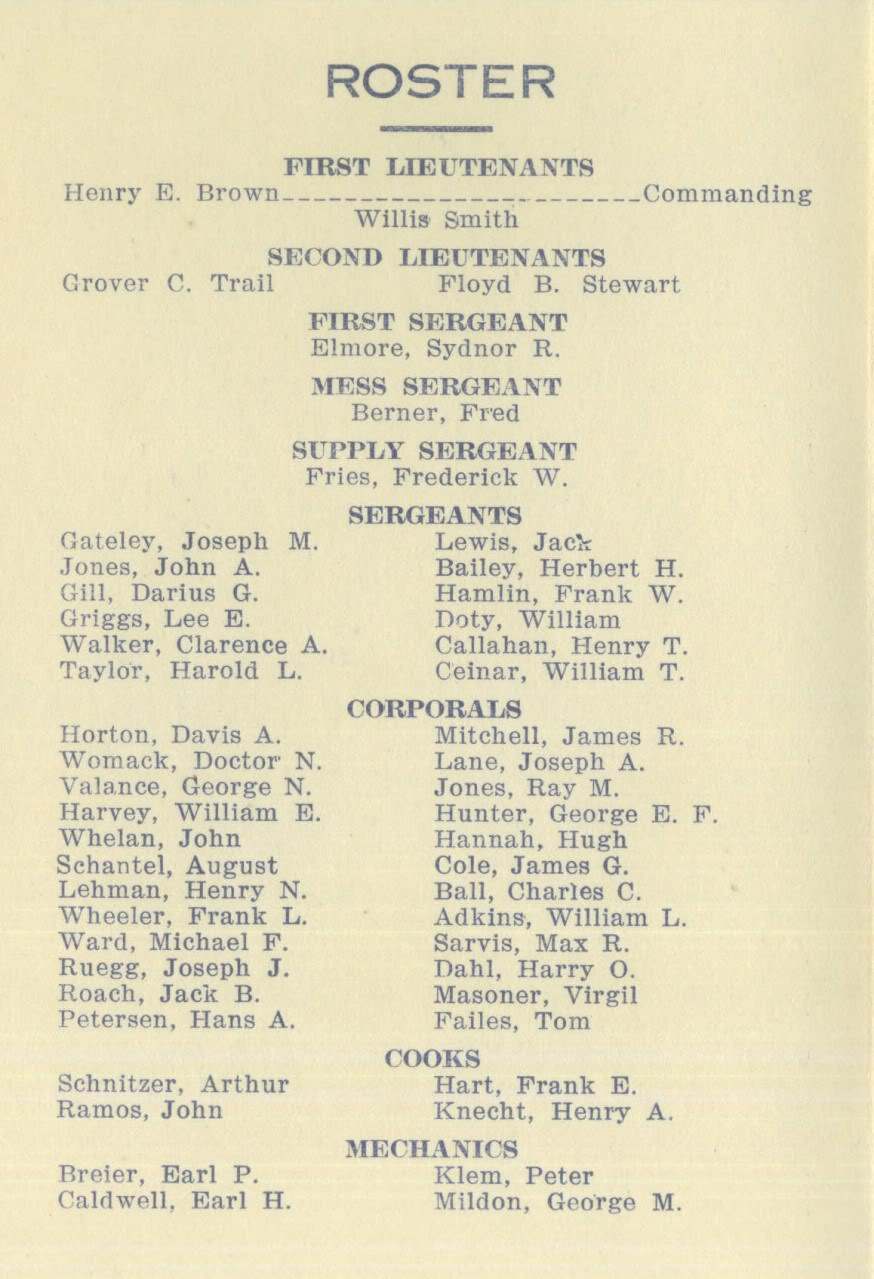 ROSTER
FIRST LIEUTENANTS
Henry E. Brown------------------------Commanding
Willis Smith
SECOND LIEUTENANTS
Grover C. Trail Floyd B. Stewart
FIRST SERGEANT
Elmore, Sydnor R.
MESS SERGEANT
Berner, Fred
SUPPLY SERGEANT
Fries, Frederick W.
SERGEANTS
Gateley, Joseph M. Lewis, Jack
Jones, John A. Bailey, Herbert H.
Gill, Darius G. Hamlin, Frank W.
Griggs, Lee E. Doty, William
Walker, Clarence A. Callahan, Henry T.
Taylor, Harold L. Ceinar, William T.
CORPORALS
Horton, Davis A. Mitchell, James R.
Womack, Doctor N. Lane, Joseph A.
Valance, George N. Jones, Ray M.
Harvey, William E. Hunter, George E. F.
Whelan, John Hannah, Hugh
Schantel, August Cole, James G.
Lehman, Henry N. Ball, Charles C.
Wheeler, Frank L. Adkins, William L.
Ward, Michael F. Sarvis, Max R.
Ruegg, Joseph J. Dahl, Harry O.
Roach, Jack B. Masoner, Virgil
Petersen, Hans A. Failes, Tom
COOKS
Schnitzer, Arthur Hart, Frank E.
Ramos, John Knecht, Henry A.
MECHANICS
Breier, Earl P. Klem, Peter
Caldwell, Earl H. Mildon, George M.